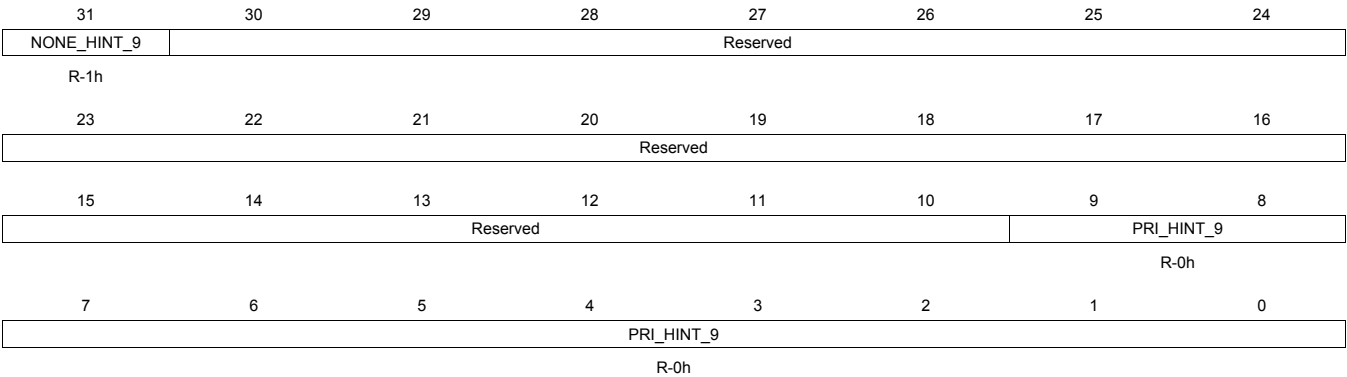 31 30 29 28 27 26 25 24
NONE_HINT_9 Reserved
R-1h
23 22 21 20 19 18 17 16
Reserved
15 14 13 12 11 10 9 8
Reserved PRI_HINT_9
R-0h
7 6 5 4 3 2 1 0
PRI_HINT_9
R-0h